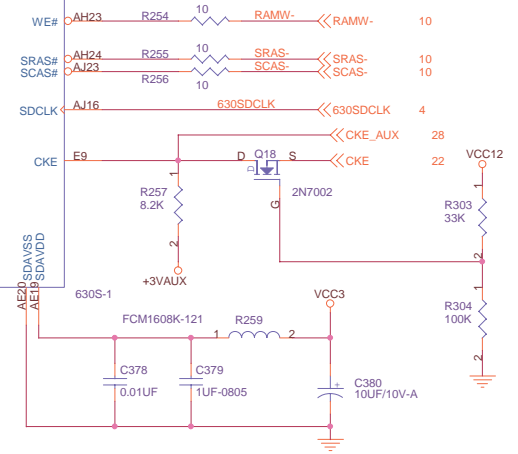 WE# AH23 R254 10 RAMW- RAMW- 10
SRAS# AH24 R255 10 SRAS- SRAS- 10
SCAS# AJ23 R256 10 SCAS- SCAS- 10
SDCLK AJ16 630SDCLK 630SDCLK 4
CKE_AUX 28
CKE E9 D Q18 S CKE 22
D
2N7002
G
VCC12
1
R257
8.2K
2
+3VAUX
1
R303
33K
2
SDAVSS
SDAVDD
AE20
AE19
630S-1
VCC3
1
R304
100K
2
FCM1608K-121 1 R259 2
C378
0.01UF
C379
1UF-0805
+
C380
10UF/10V-A